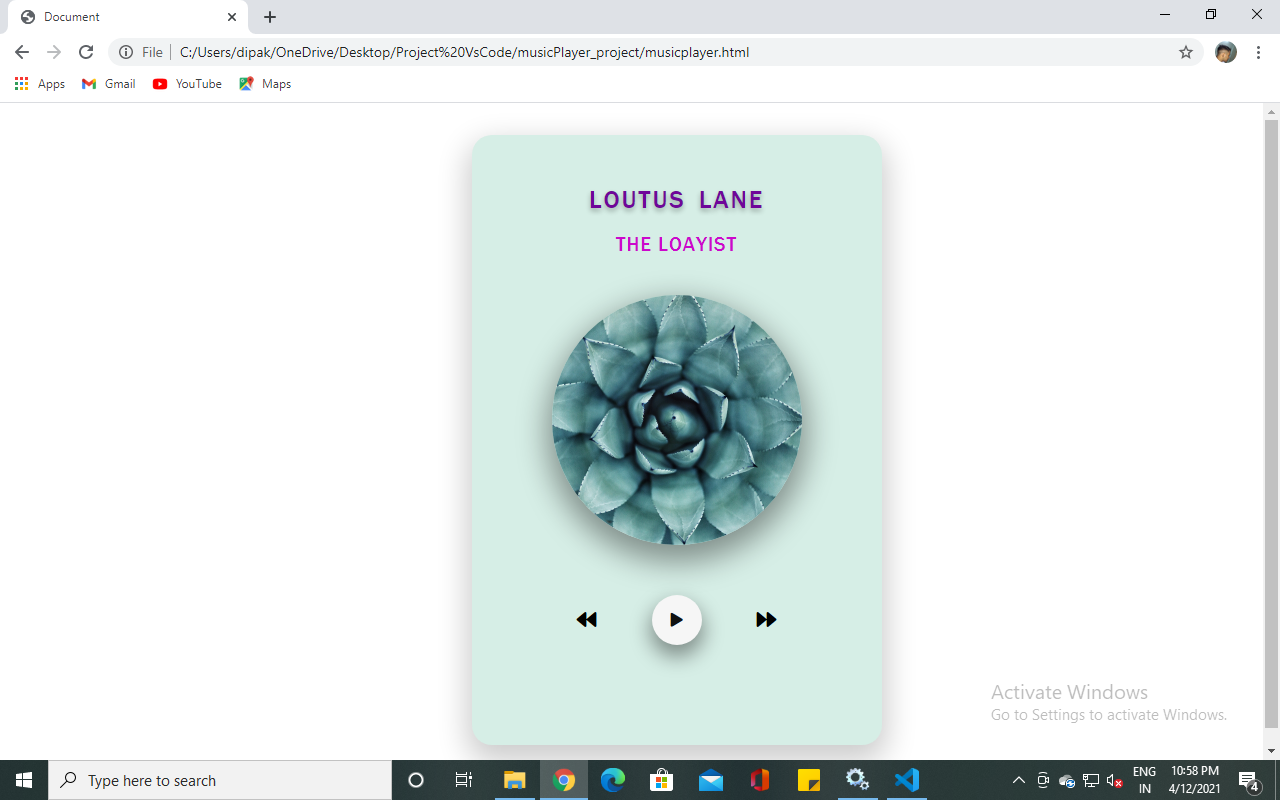 Document
File
C:/Users/dipak/OneDrive/Desktop/Project%20VsCode/musicPlayer_project/musicplayer.html
Apps
Gmail
YouTube
Maps
LOUTUS LANE
THE LOAYIST
Activate Windows
Go to Settings to activate Windows.
Type here to search
ENG
IN
10:58 PM
4/12/2021
4